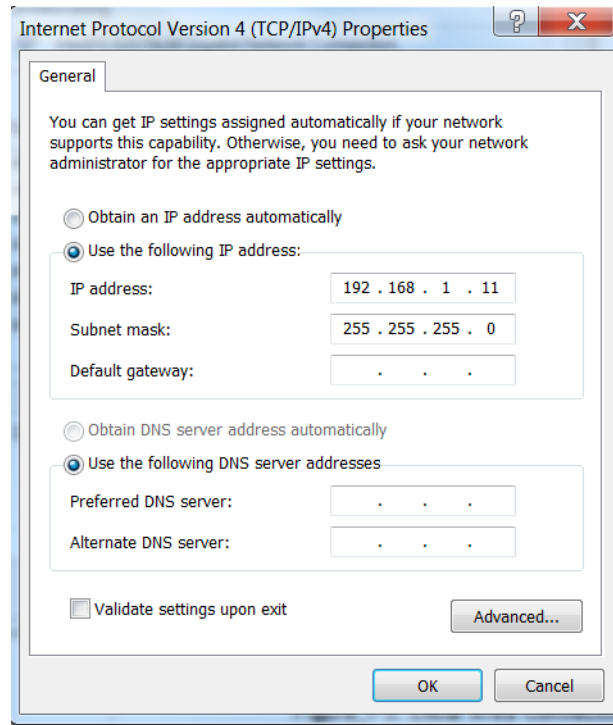 Internet Protocol Version 4 (TCP/IPv4) Properties
General
You can get IP settings assigned automatically if your network
supports this capability. Otherwise, you need to ask your network
administrator for the appropriate IP settings.
Obtain an IP address automatically
Use the following IP address:
IP address: 192 . 168 . 1 . 11
Subnet mask: 255 . 255 . 255 . 0
Default gateway: . . .
Obtain DNS server address automatically
Use the following DNS server addresses
Preferred DNS server: . . .
Alternate DNS server: . . .
Validate settings upon exit
Advanced...
OK Cancel